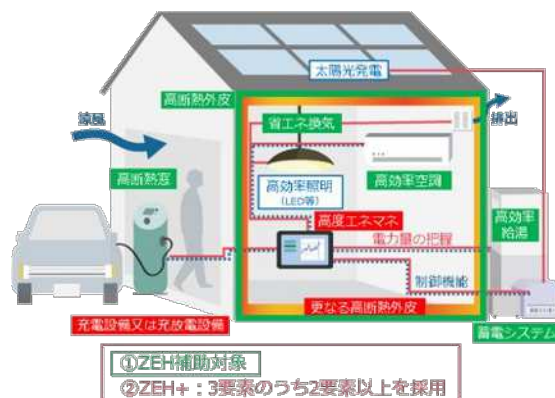 太陽光発電
高断熱外皮
涼風
省エネ換気
排出
高断熱窓
高効率照明
(LED等)
高効率空調
高効率
給湯
高度エネマネ
電力量の把握
制御機能
更なる高断熱外皮
充電設備又は充放電設備
蓄電システム
①ZEH補助対象
②ZEH+:3要素のうち2要素以上を採用